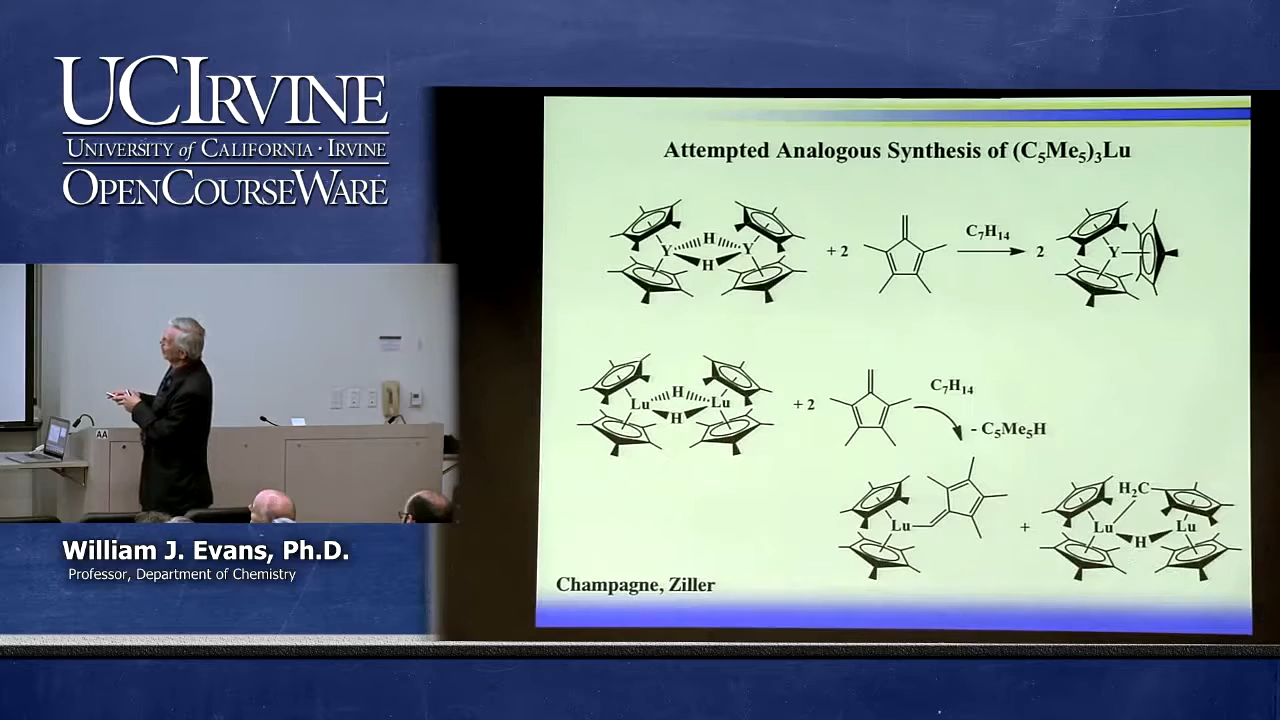 UCIRVINE
UNIVERSITY of CALIFORNIA · IRVINE
OPENCOURSEWARE
William J. Evans, Ph.D.
Professor, Department of Chemistry
AA
Attempted Analogous Synthesis of (C₅Me₅)₃Lu
Y H H Y + 2 C₇H₁₄ 2 Y
Lu H H Lu + 2 C₇H₁₄
- C₅Me₅H
Lu + H₂C Lu H Lu
Champagne, Ziller